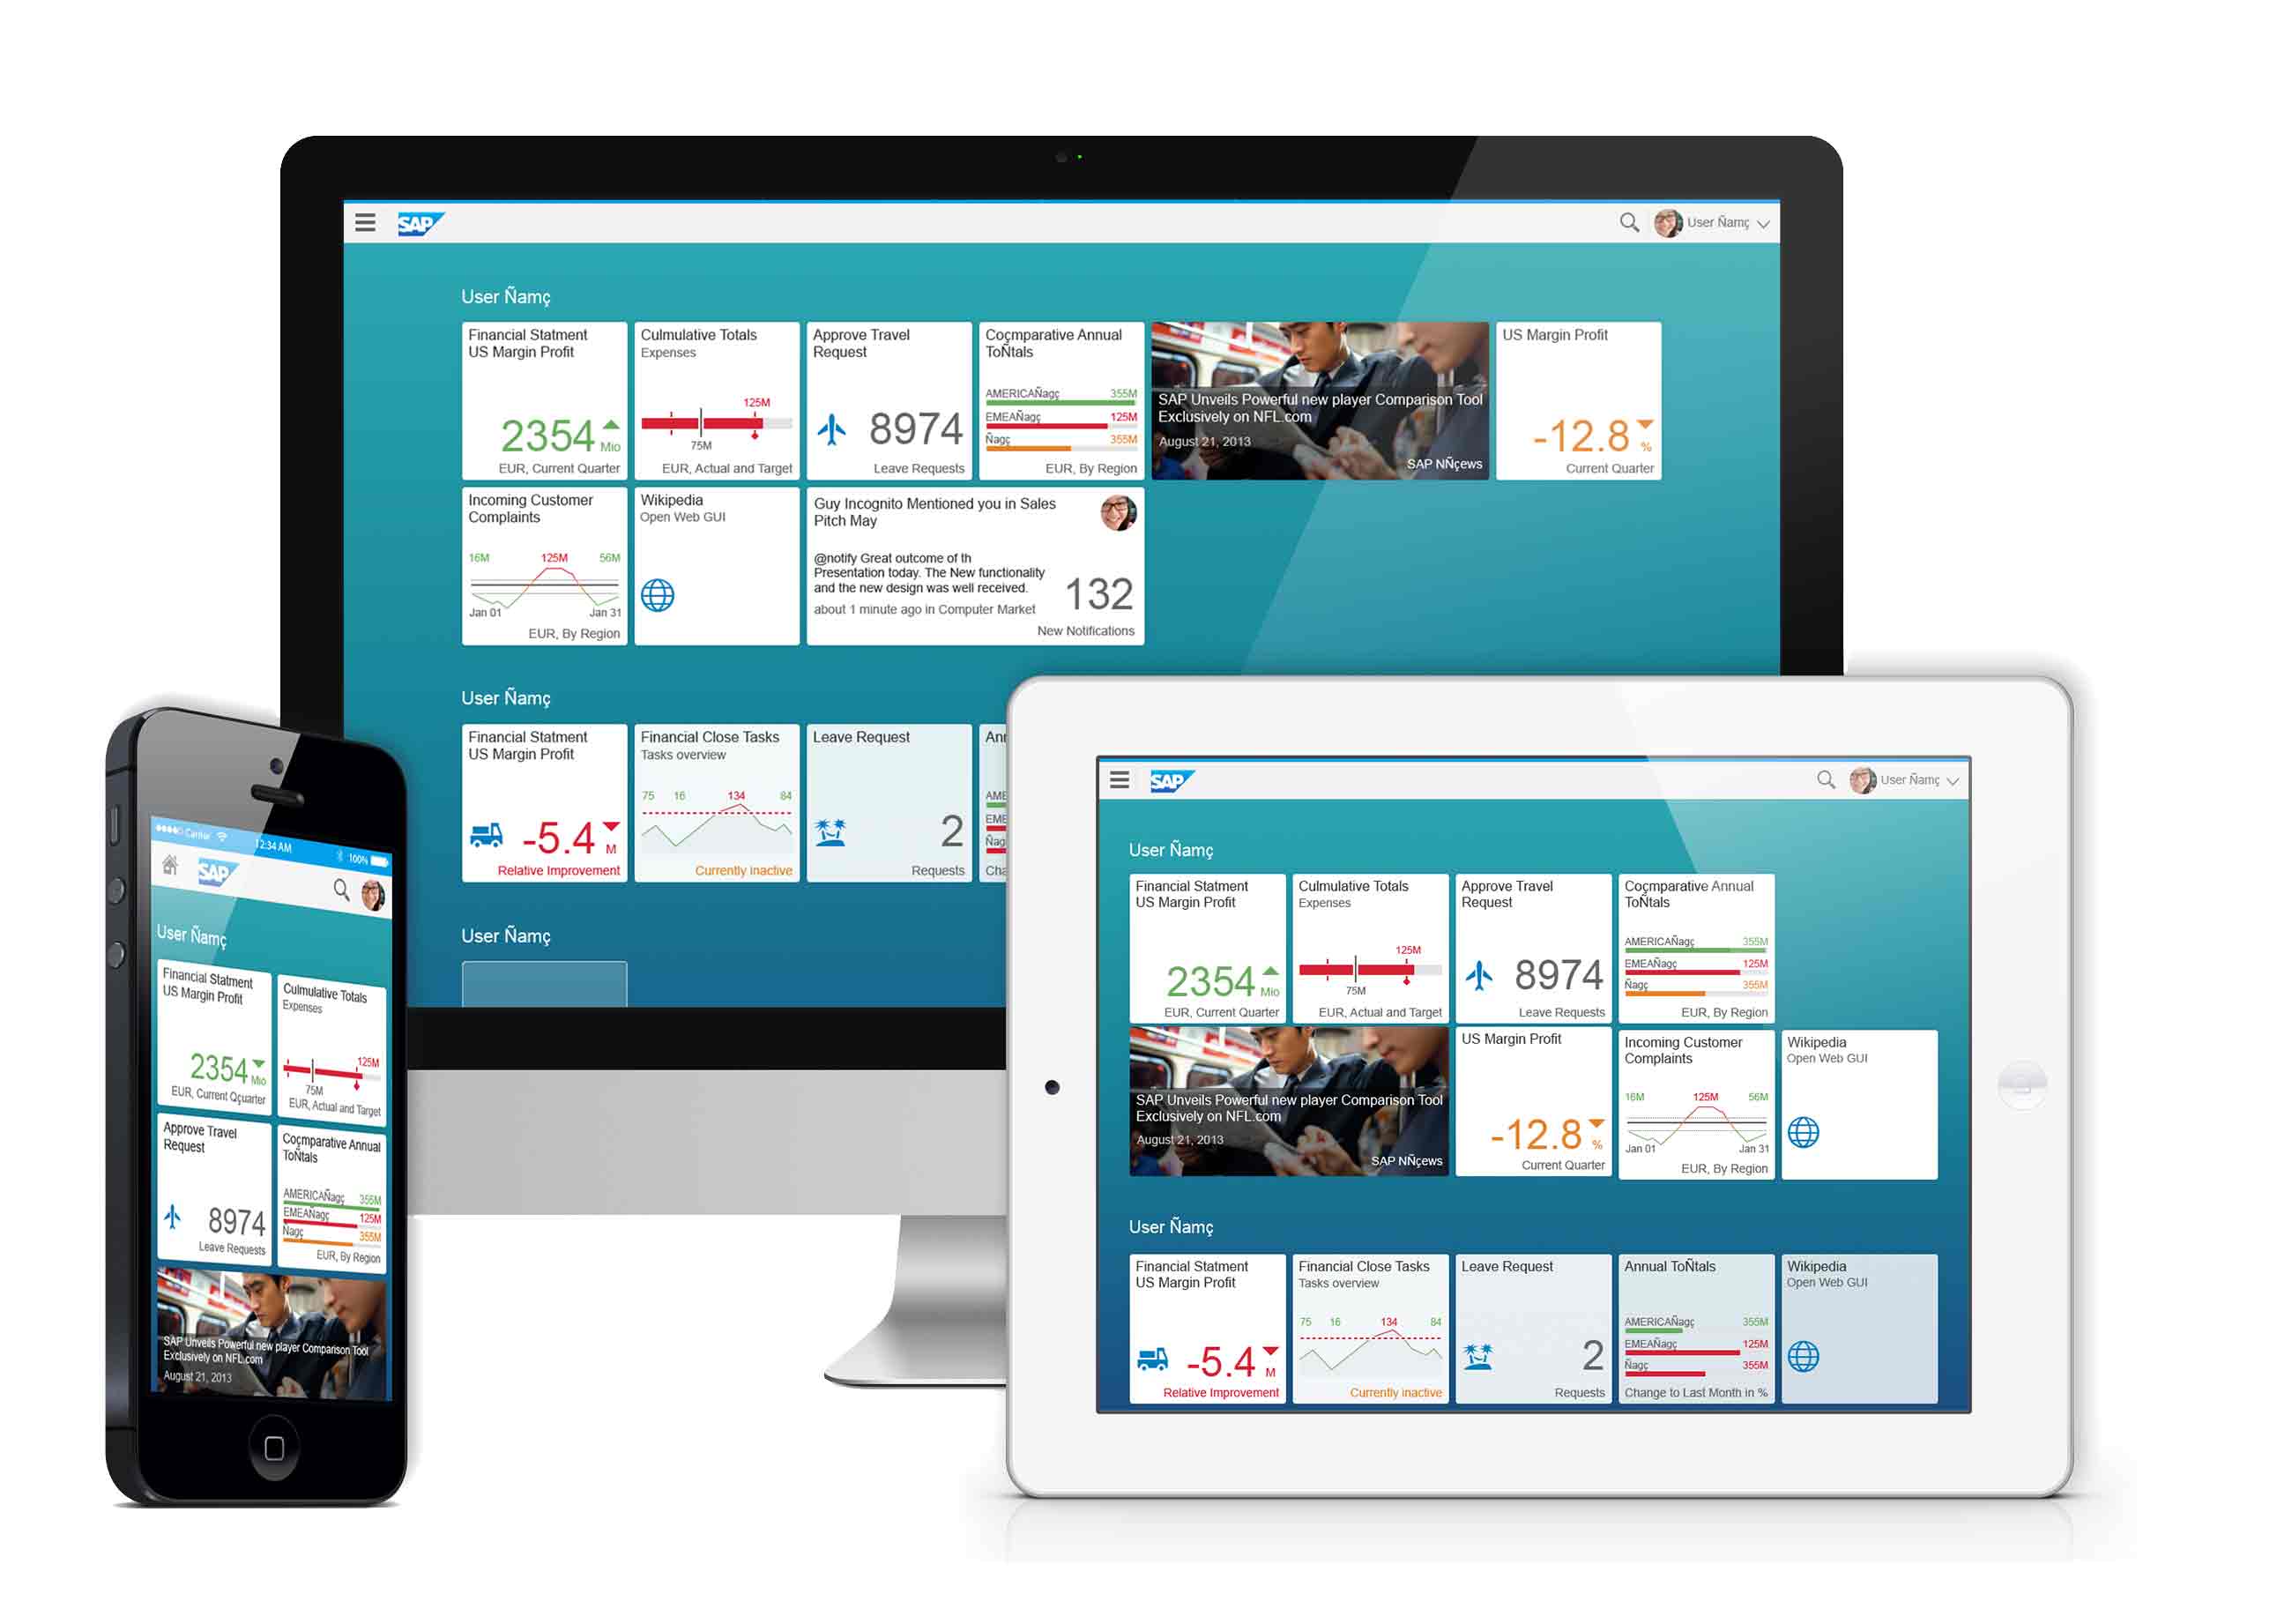 SAP
User Ñamç
User Ñamç
Financial Statment
US Margin Profit
2354
Mio
EUR, Current Quarter
Culmulative Totals
Expenses
125M
75M
EUR, Actual and Target
Approve Travel
Request
8974
Leave Requests
Coçmparative Annual
ToÑtals
AMERICAÑagç 355M
EMEAÑagç 125M
Ñagç 355M
EUR, By Region
SAP Unveils Powerful new player Comparison Tool
Exclusively on NFL.com
August 21, 2013
SAP NÑçews
US Margin Profit
-12.8
%
Current Quarter
Incoming Customer
Complaints
16M 125M 56M
Jan 01 Jan 31
EUR, By Region
Wikipedia
Open Web GUI
Guy Incognito Mentioned you in Sales
Pitch May
@notify Great outcome of th
Presentation today. The New functionality
and the new design was well received.
about 1 minute ago in Computer Market
132
New Notifications
User Ñamç
Financial Statment
US Margin Profit
-5.4
M
Relative Improvement
Financial Close Tasks
Tasks overview
75 16 134 84
Currently inactive
Leave Request
2
Requests
Ann
AME
EME
Ñag
Cha
User Ñamç
Carrier 12:34 AM 100%
SAP
User Ñamç
Financial Statment
US Margin Profit
2354
Mio
EUR, Current Qçuarter
Culmulative Totals
Expenses
125M
75M
EUR, Actual and Target
Approve Travel
Request
8974
Leave Requests
Coçmparative Annual
ToÑtals
AMERICAÑagç 355M
EMEAÑagç 125M
Ñagç 355M
EUR, By Region
SAP Unveils Powerful new player Comparison Tool
Exclusively on NFL.com
August 21, 2013
SAP
User Ñamç
User Ñamç
Financial Statment
US Margin Profit
2354
Mio
EUR, Current Quarter
Culmulative Totals
Expenses
125M
75M
EUR, Actual and Target
Approve Travel
Request
8974
Leave Requests
Coçmparative Annual
ToÑtals
AMERICAÑagç 355M
EMEAÑagç 125M
Ñagç 355M
EUR, By Region
SAP Unveils Powerful new player Comparison Tool
Exclusively on NFL.com
August 21, 2013
SAP NÑçews
US Margin Profit
-12.8
%
Current Quarter
Incoming Customer
Complaints
16M 125M 56M
Jan 01 Jan 31
EUR, By Region
Wikipedia
Open Web GUI
User Ñamç
Financial Statment
US Margin Profit
-5.4
M
Relative Improvement
Financial Close Tasks
Tasks overview
75 16 134 84
Currently inactive
Leave Request
2
Requests
Annual ToÑtals
AMERICAÑagç 355M
EMEAÑagç 125M
Ñagç 355M
Change to Last Month in %
Wikipedia
Open Web GUI